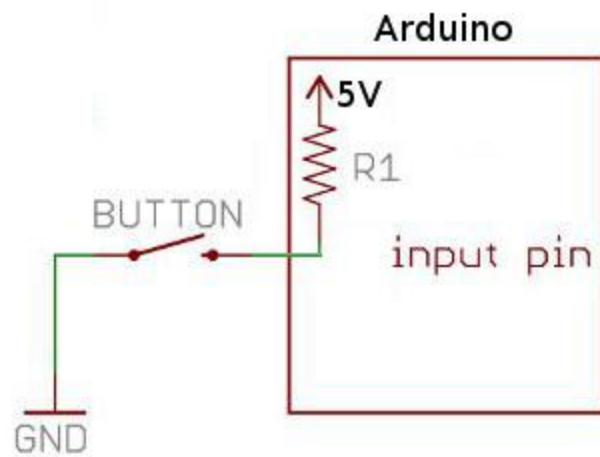 Arduino
5V
R1
BUTTON
input pin
GND